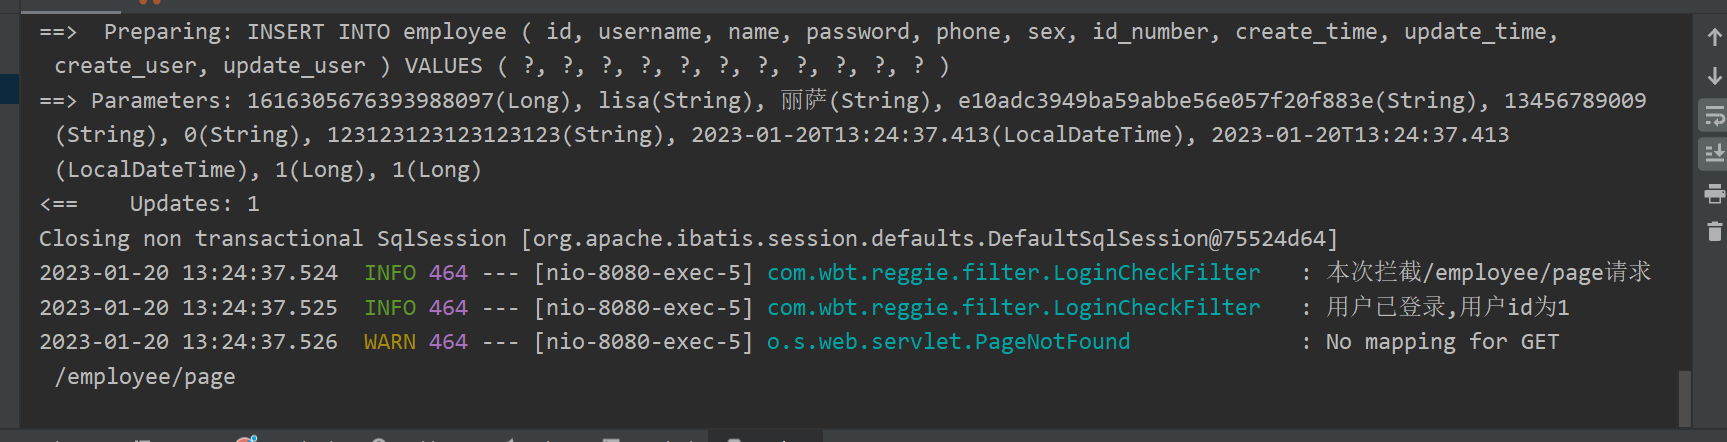 ==>  Preparing: INSERT INTO employee ( id, username, name, password, phone, sex, id_number, create_time, update_time,
create_user, update_user ) VALUES ( ?, ?, ?, ?, ?, ?, ?, ?, ?, ?, ? )
==> Parameters: 1616305676393988097(Long), lisa(String), 丽萨(String), e10adc3949ba59abbe56e057f20f883e(String), 13456789009
(String), 0(String), 123123123123123123(String), 2023-01-20T13:24:37.413(LocalDateTime), 2023-01-20T13:24:37.413
(LocalDateTime), 1(Long), 1(Long)
<==    Updates: 1
Closing non transactional SqlSession [org.apache.ibatis.session.defaults.DefaultSqlSession@75524d64]
2023-01-20 13:24:37.524  INFO 464 --- [nio-8080-exec-5] com.wbt.reggie.filter.LoginCheckFilter   : 本次拦截/employee/page请求
2023-01-20 13:24:37.525  INFO 464 --- [nio-8080-exec-5] com.wbt.reggie.filter.LoginCheckFilter   : 用户已登录,用户id为1
2023-01-20 13:24:37.526  WARN 464 --- [nio-8080-exec-5] o.s.web.servlet.PageNotFound             : No mapping for GET
/employee/page